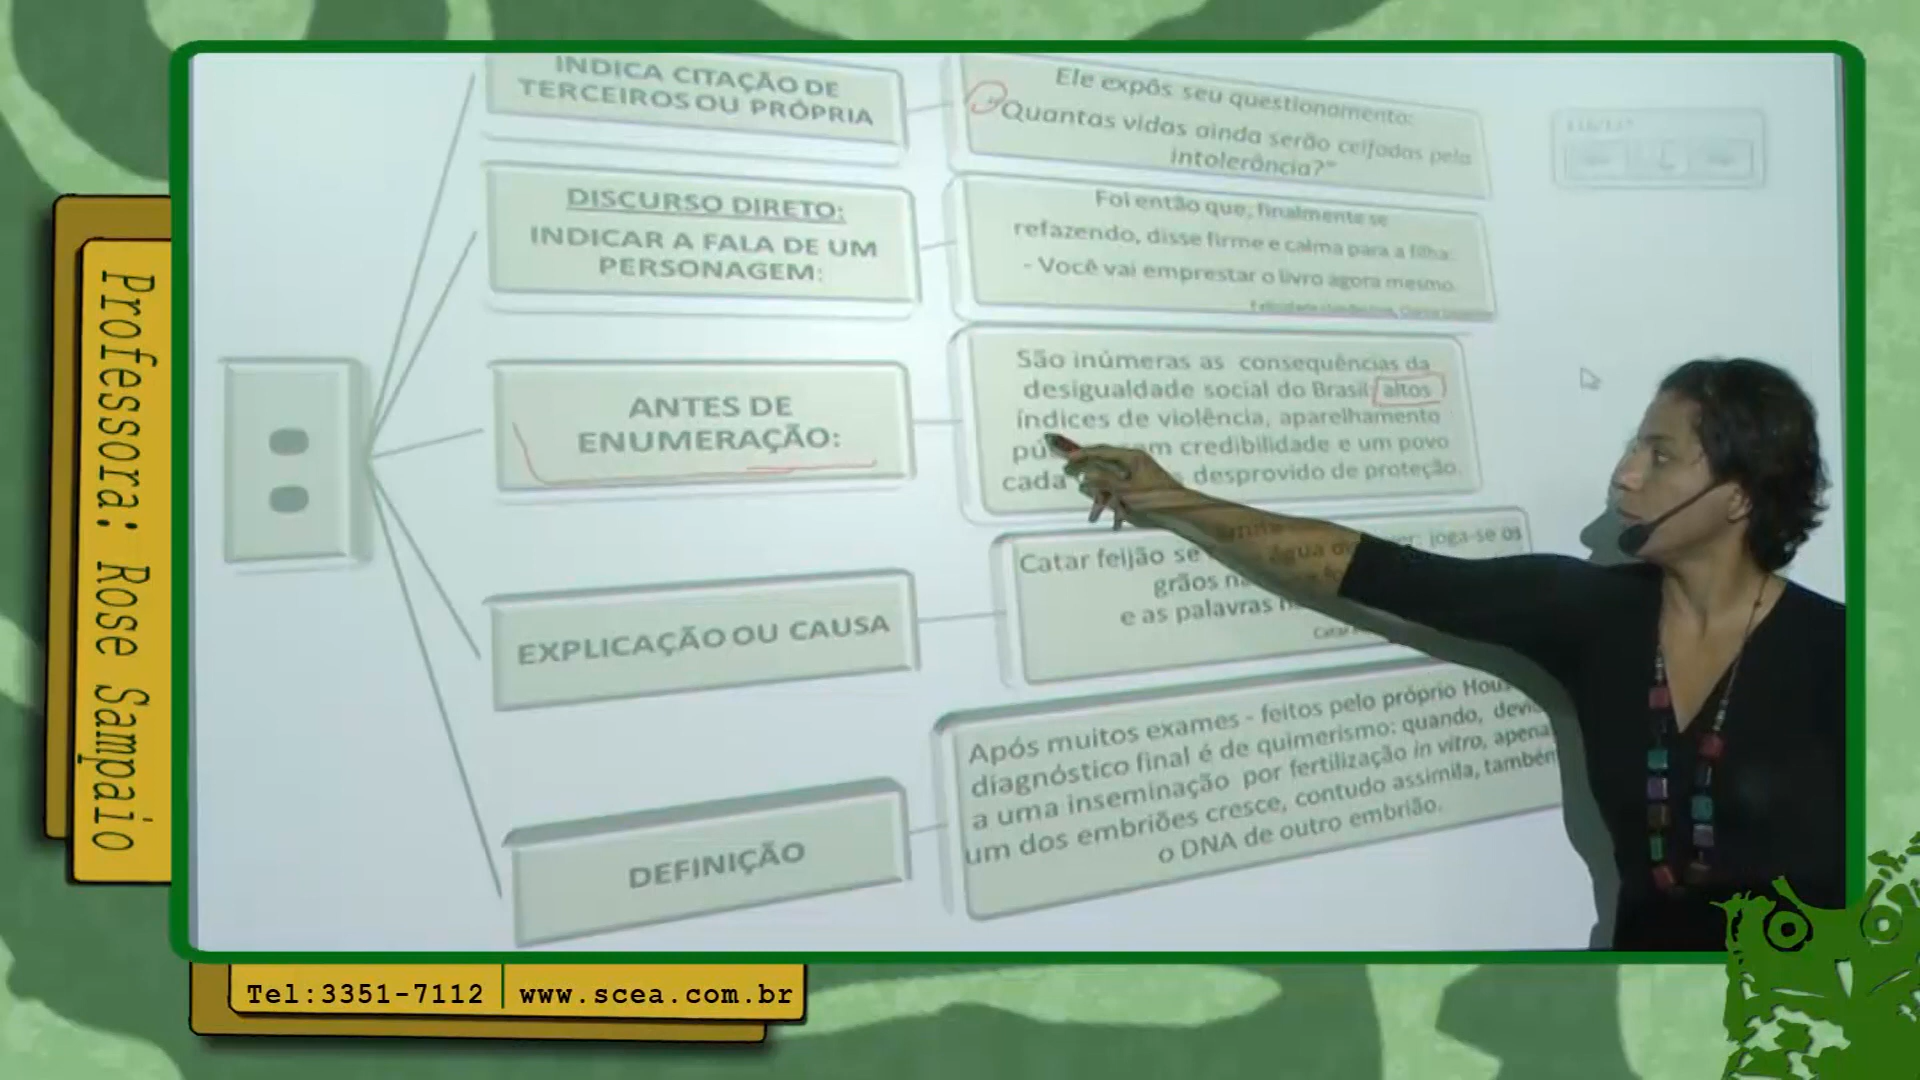 INDICA CITAÇÃO DE
TERCEIROS OU PRÓPRIA
Ele expôs seu questionamento:
"Quantas vidas ainda serão ceifadas pela
intolerância?"
DISCURSO DIRETO:
INDICAR A FALA DE UM
PERSONAGEM:
Foi então que, finalmente se
refazendo, disse firme e calma para a filha:
- Você vai emprestar o livro agora mesmo.
ANTES DE
ENUMERAÇÃO:
São inúmeras as consequências da
desigualdade social do Brasil: altos
índices de violência, aparelhamento
credibilidade e um povo
cada desprovido de proteção.
EXPLICAÇÃO OU CAUSA
Catar feijão se joga-se os
grãos
e as palavras
DEFINIÇÃO
Após muitos exames - feitos pelo próprio
diagnóstico final é de quimerismo: quando,
a uma inseminação por fertilização in vitro,
um dos embriões cresce, contudo assimila, também
o DNA de outro embrião.
Professora: Rose Sampaio
Tel:3351-7112 www.scea.com.br